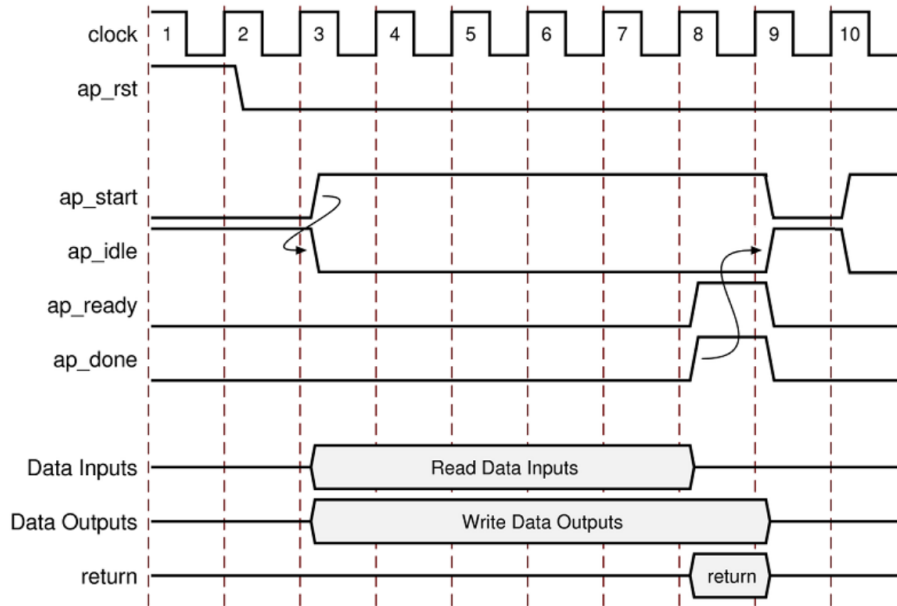 clock 1 2 3 4 5 6 7 8 9 10
ap_rst
ap_start
ap_idle
ap_ready
ap_done
Data Inputs Read Data Inputs
Data Outputs Write Data Outputs
return return